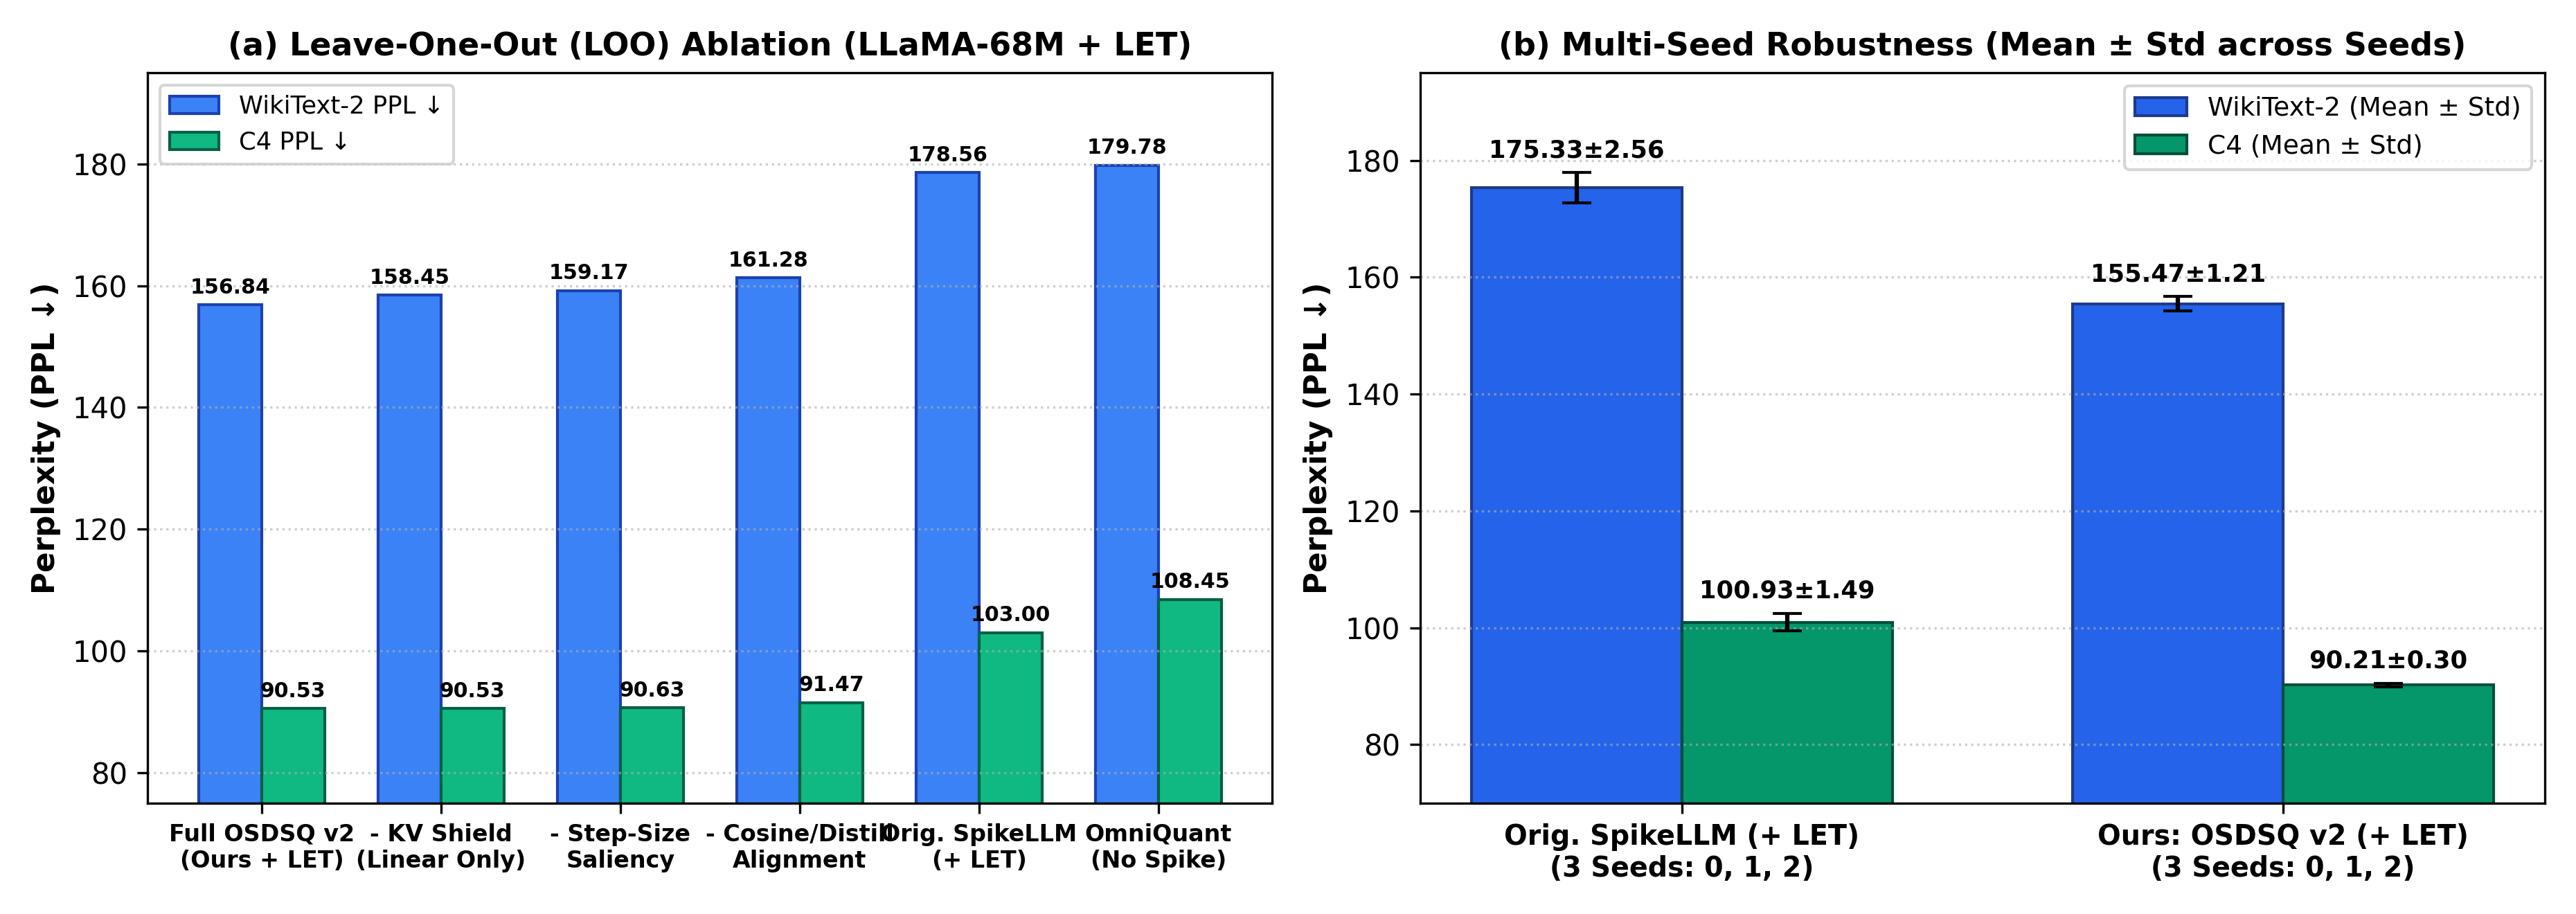 (a) Leave-One-Out (LOO) Ablation (LLaMA-68M + LET)
WikiText-2 PPL ↓
C4 PPL ↓
Perplexity (PPL ↓)
180
160
140
120
100
80
156.84
90.53
158.45
90.53
159.17
90.63
161.28
91.47
178.56
103.00
179.78
108.45
Full OSDSQ v2
(Ours + LET)
- KV Shield
(Linear Only)
- Step-Size
Saliency
- Cosine/Distill
Alignment
Orig. SpikeLLM
(+ LET)
OmniQuant
(No Spike)
(b) Multi-Seed Robustness (Mean ± Std across Seeds)
WikiText-2 (Mean ± Std)
C4 (Mean ± Std)
Perplexity (PPL ↓)
180
160
140
120
100
80
175.33±2.56
100.93±1.49
155.47±1.21
90.21±0.30
Orig. SpikeLLM (+ LET)
(3 Seeds: 0, 1, 2)
Ours: OSDSQ v2 (+ LET)
(3 Seeds: 0, 1, 2)